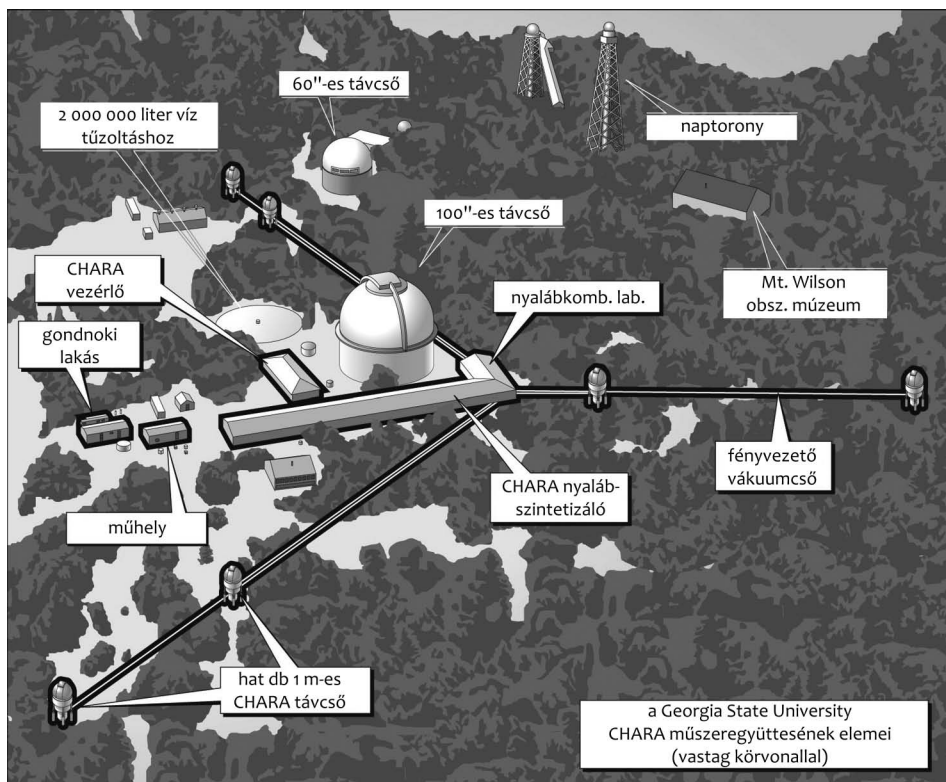 60"-es távcső
2 000 000 liter víz
tűzoltáshoz
naptorony
100"-es távcső
CHARA
vezérlő
nyalábkomb. lab.
Mt. Wilson
obsz. múzeum
gondnoki
lakás
fényvezető
vákuumcső
CHARA nyaláb-
szintetizáló
műhely
hat db 1 m-es
CHARA távcső
a Georgia State University
CHARA műszeregyüttesének elemei
(vastag körvonallal)